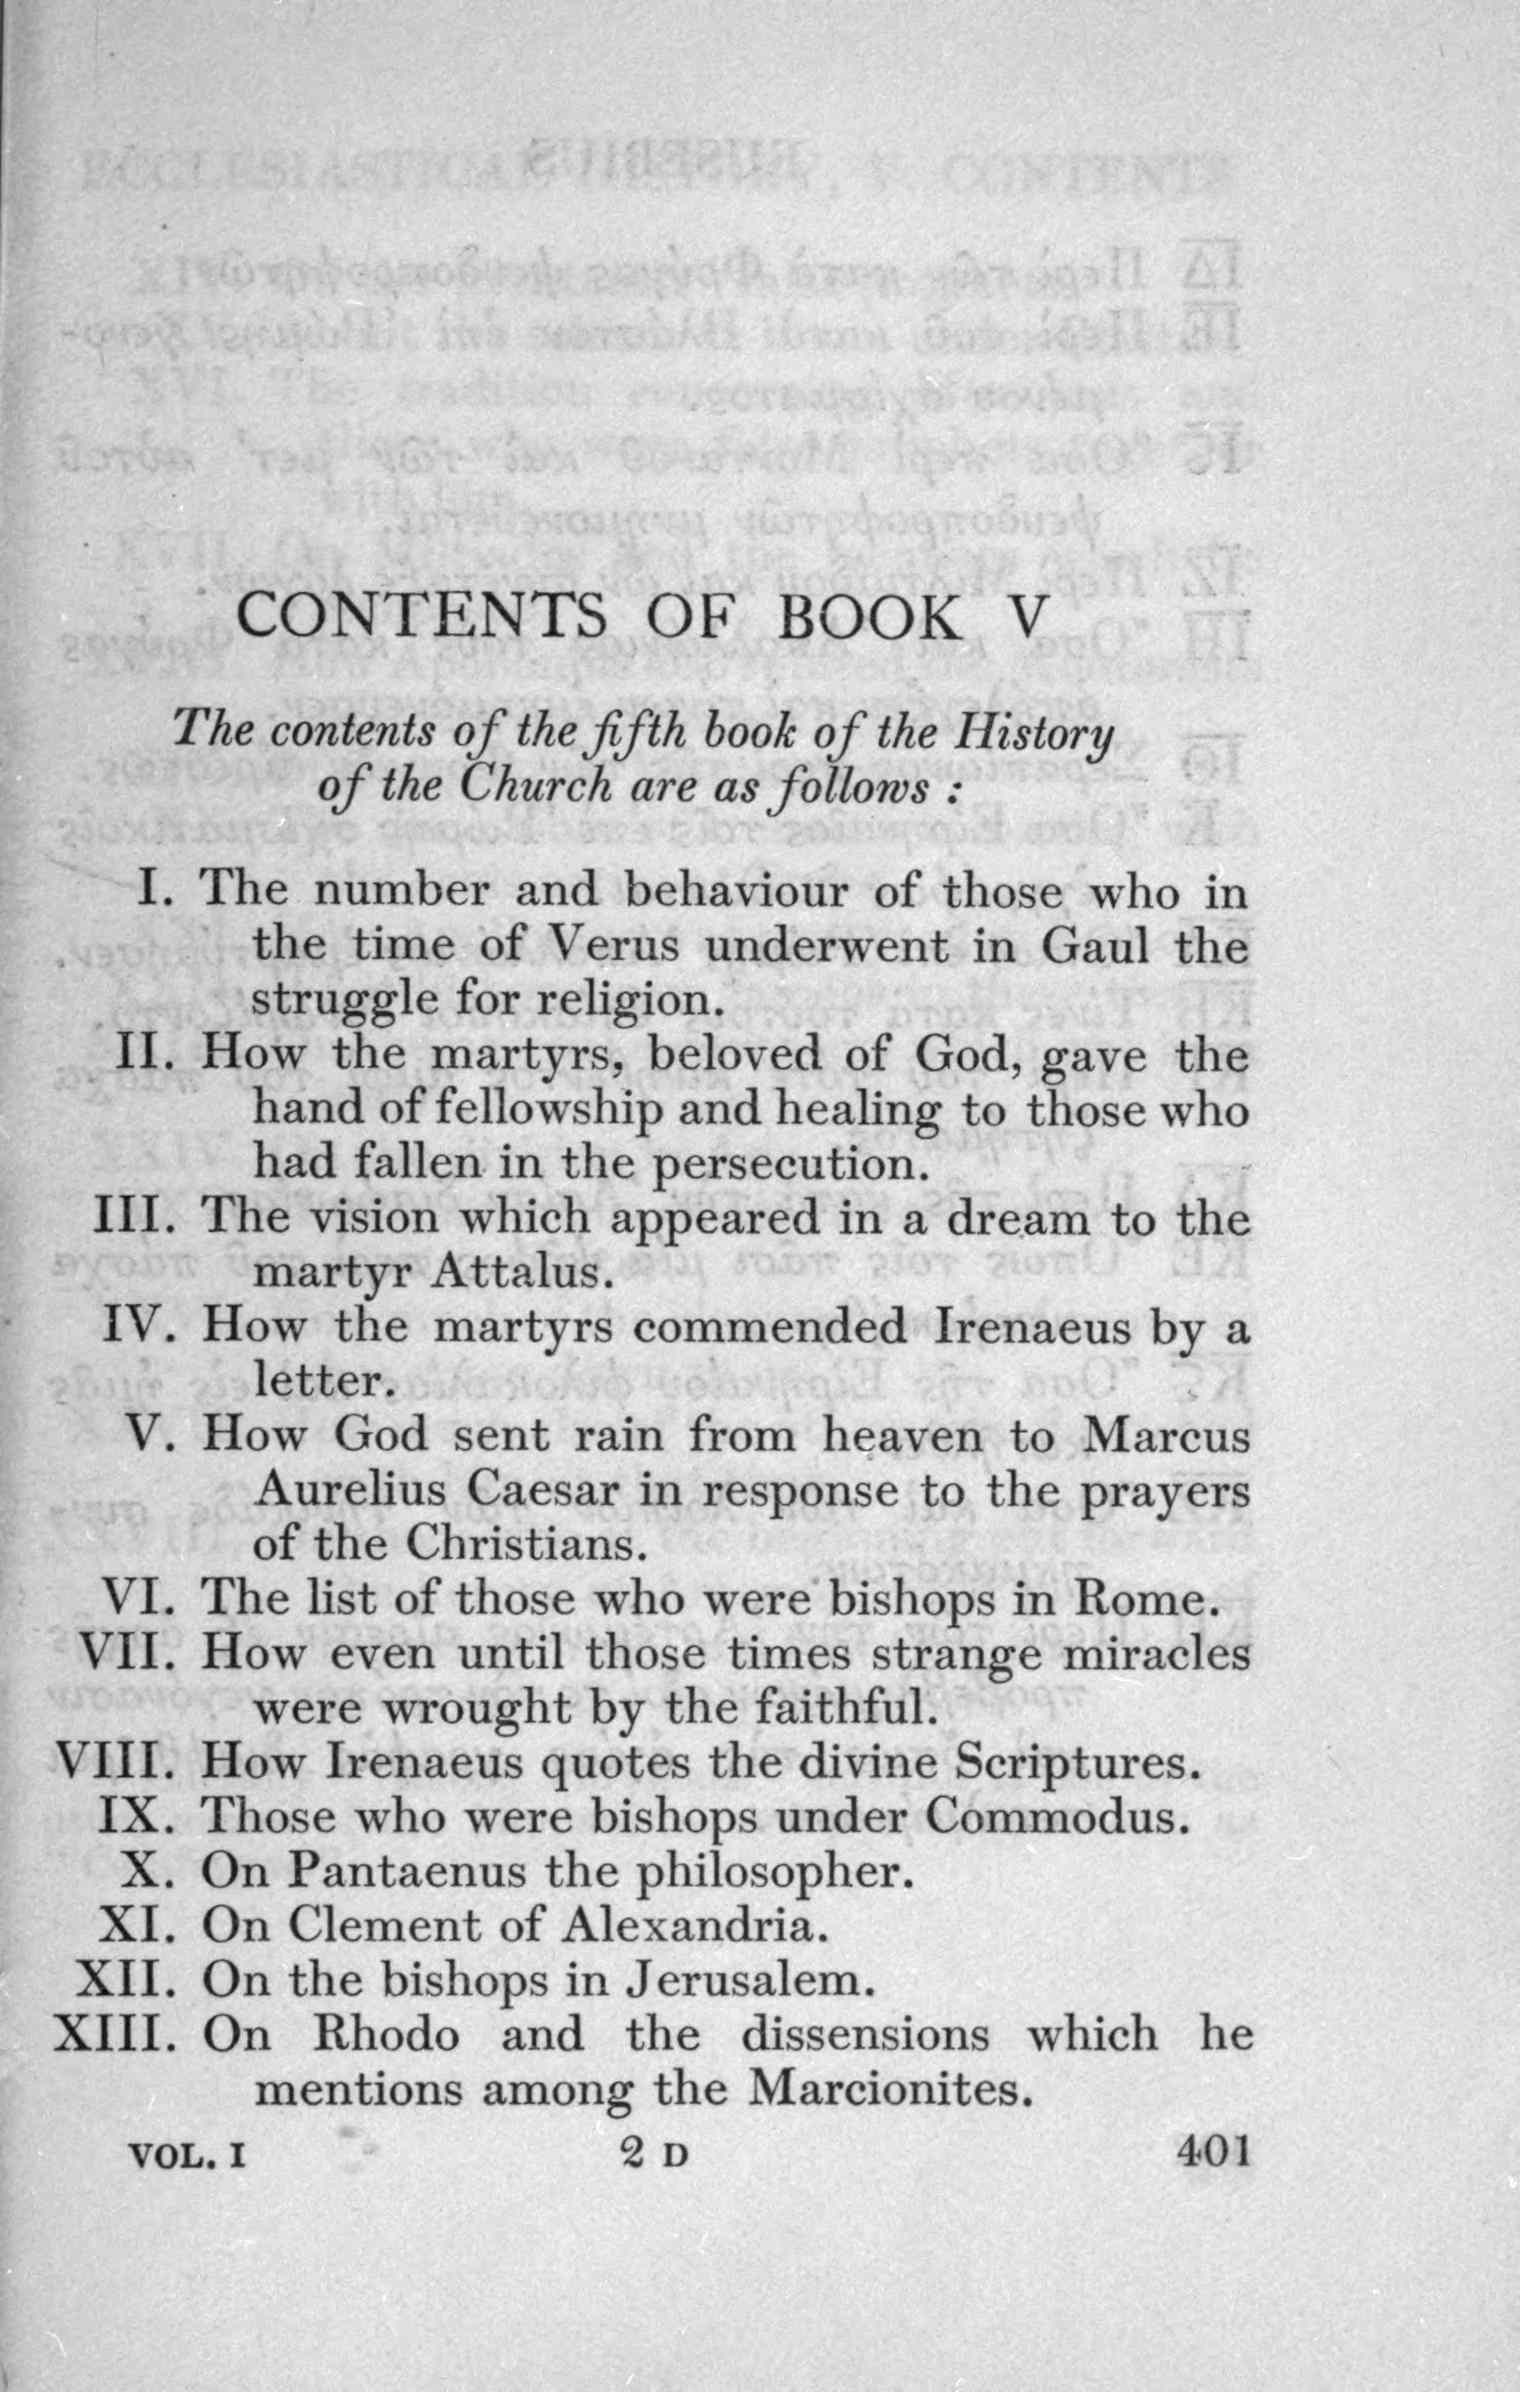 CONTENTS OF BOOK V
The contents of the fifth book of the History
of the Church are as follows :
I. The number and behaviour of those who in
the time of Verus underwent in Gaul the
struggle for religion.
II. How the martyrs, beloved of God, gave the
hand of fellowship and healing to those who
had fallen in the persecution.
III. The vision which appeared in a dream to the
martyr Attalus.
IV. How the martyrs commended Irenaeus by a
letter.
V. How God sent rain from heaven to Marcus
Aurelius Caesar in response to the prayers
of the Christians.
VI. The list of those who were bishops in Rome.
VII. How even until those times strange miracles
were wrought by the faithful.
VIII. How Irenaeus quotes the divine Scriptures.
IX. Those who were bishops under Commodus.
X. On Pantaenus the philosopher.
XI. On Clement of Alexandria.
XII. On the bishops in Jerusalem.
XIII. On Rhodo and the dissensions which he
mentions among the Marcionites.
VOL. I 2 D 401